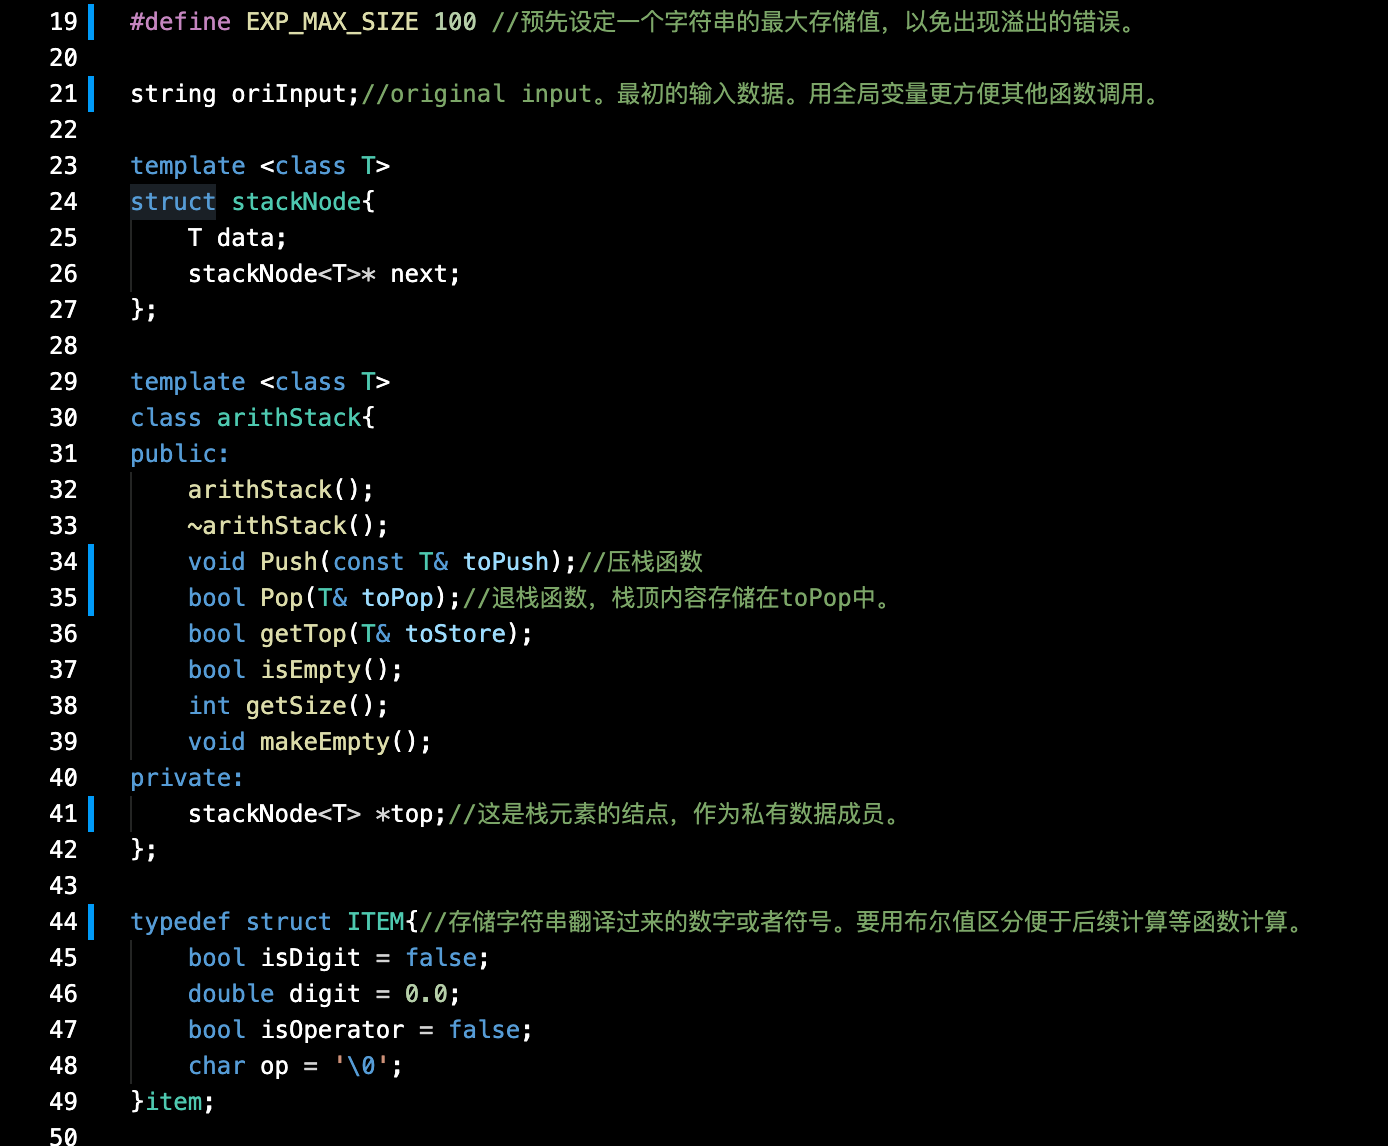 19 #define EXP_MAX_SIZE 100 //预先设定一个字符串的最大存储值，以免出现溢出的错误。
20
21 string oriInput;//original input。最初的输入数据。用全局变量更方便其他函数调用。
22
23 template <class T>
24 struct stackNode{
25     T data;
26     stackNode<T>* next;
27 };
28
29 template <class T>
30 class arithStack{
31 public:
32     arithStack();
33     ~arithStack();
34     void Push(const T& toPush);//压栈函数
35     bool Pop(T& toPop);//退栈函数，栈顶内容存储在toPop中。
36     bool getTop(T& toStore);
37     bool isEmpty();
38     int getSize();
39     void makeEmpty();
40 private:
41     stackNode<T> *top;//这是栈元素的结点，作为私有数据成员。
42 };
43
44 typedef struct ITEM{//存储字符串翻译过来的数字或者符号。要用布尔值区分便于后续计算等函数计算。
45     bool isDigit = false;
46     double digit = 0.0;
47     bool isOperator = false;
48     char op = '\0';
49 }item;
50